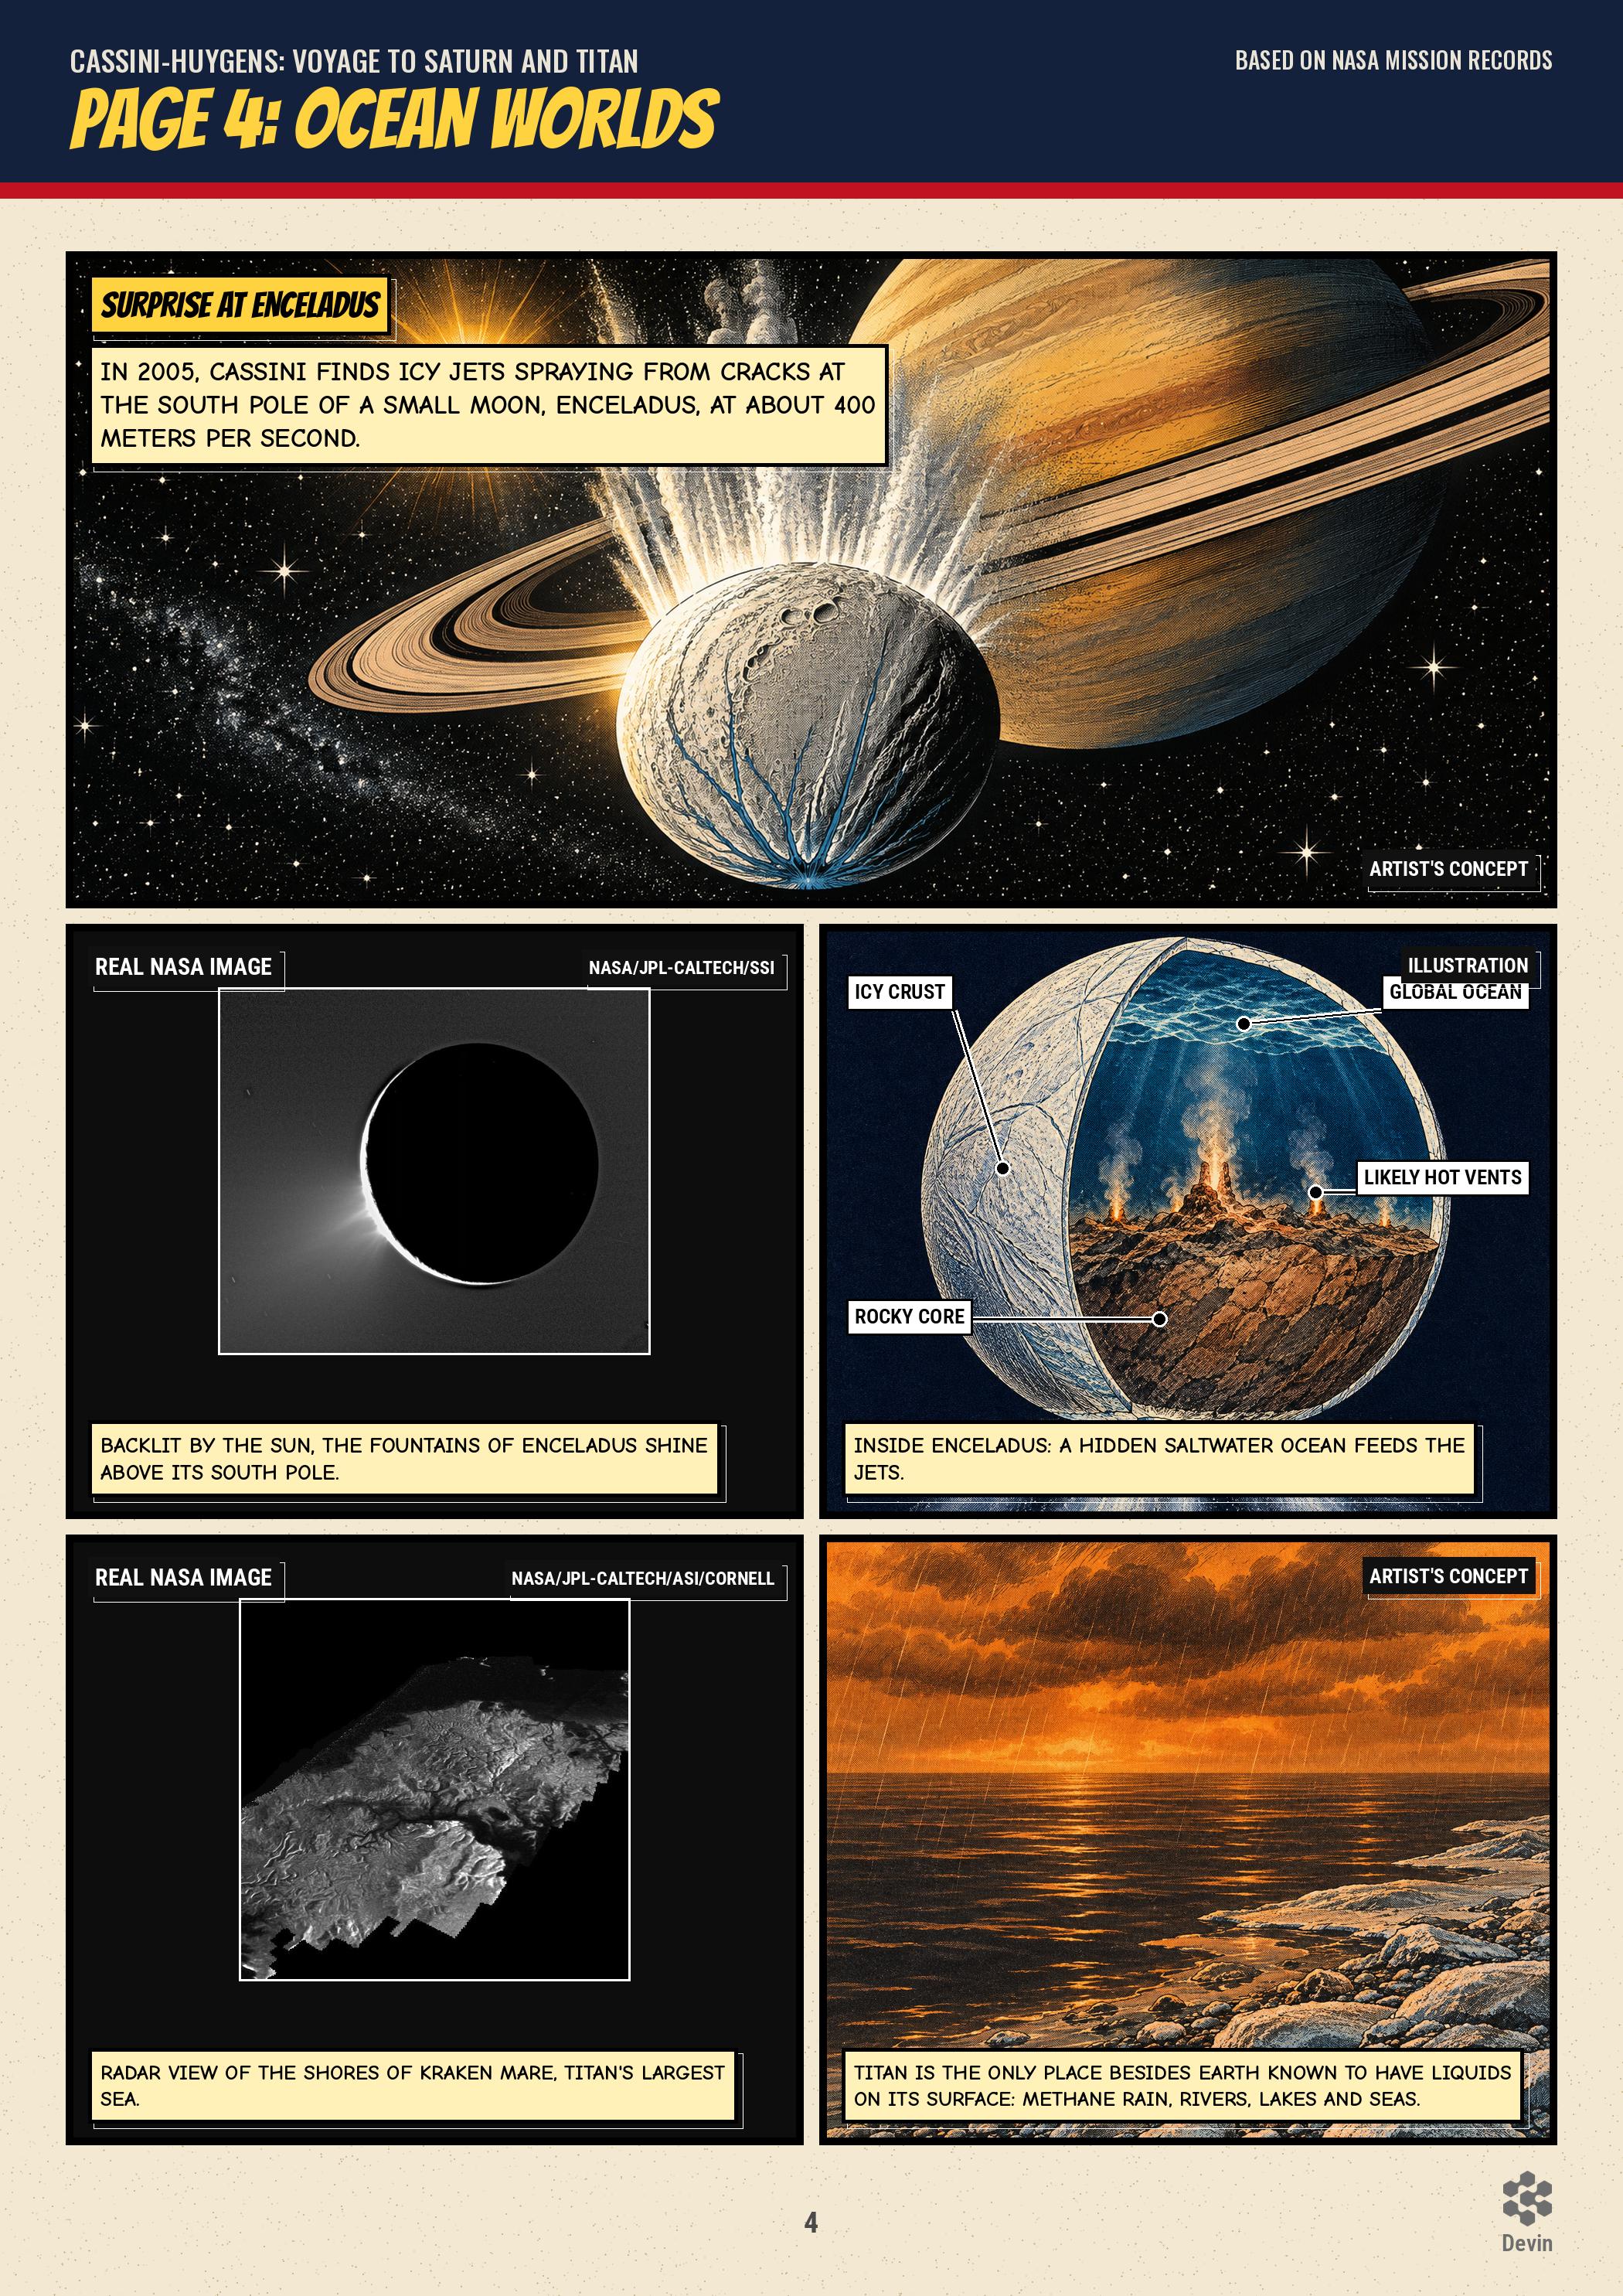 CASSINI-HUYGENS: VOYAGE TO SATURN AND TITAN
BASED ON NASA MISSION RECORDS
PAGE 4: OCEAN WORLDS
SURPRISE AT ENCELADUS
IN 2005, CASSINI FINDS ICY JETS SPRAYING FROM CRACKS AT
THE SOUTH POLE OF A SMALL MOON, ENCELADUS, AT ABOUT 400
METERS PER SECOND.
ARTIST'S CONCEPT
REAL NASA IMAGE
NASA/JPL-CALTECH/SSI
BACKLIT BY THE SUN, THE FOUNTAINS OF ENCELADUS SHINE
ABOVE ITS SOUTH POLE.
ILLUSTRATION
ICY CRUST
GLOBAL OCEAN
LIKELY HOT VENTS
ROCKY CORE
INSIDE ENCELADUS: A HIDDEN SALTWATER OCEAN FEEDS THE
JETS.
REAL NASA IMAGE
NASA/JPL-CALTECH/ASI/CORNELL
RADAR VIEW OF THE SHORES OF KRAKEN MARE, TITAN'S LARGEST
SEA.
ARTIST'S CONCEPT
TITAN IS THE ONLY PLACE BESIDES EARTH KNOWN TO HAVE LIQUIDS
ON ITS SURFACE: METHANE RAIN, RIVERS, LAKES AND SEAS.
4
Devin